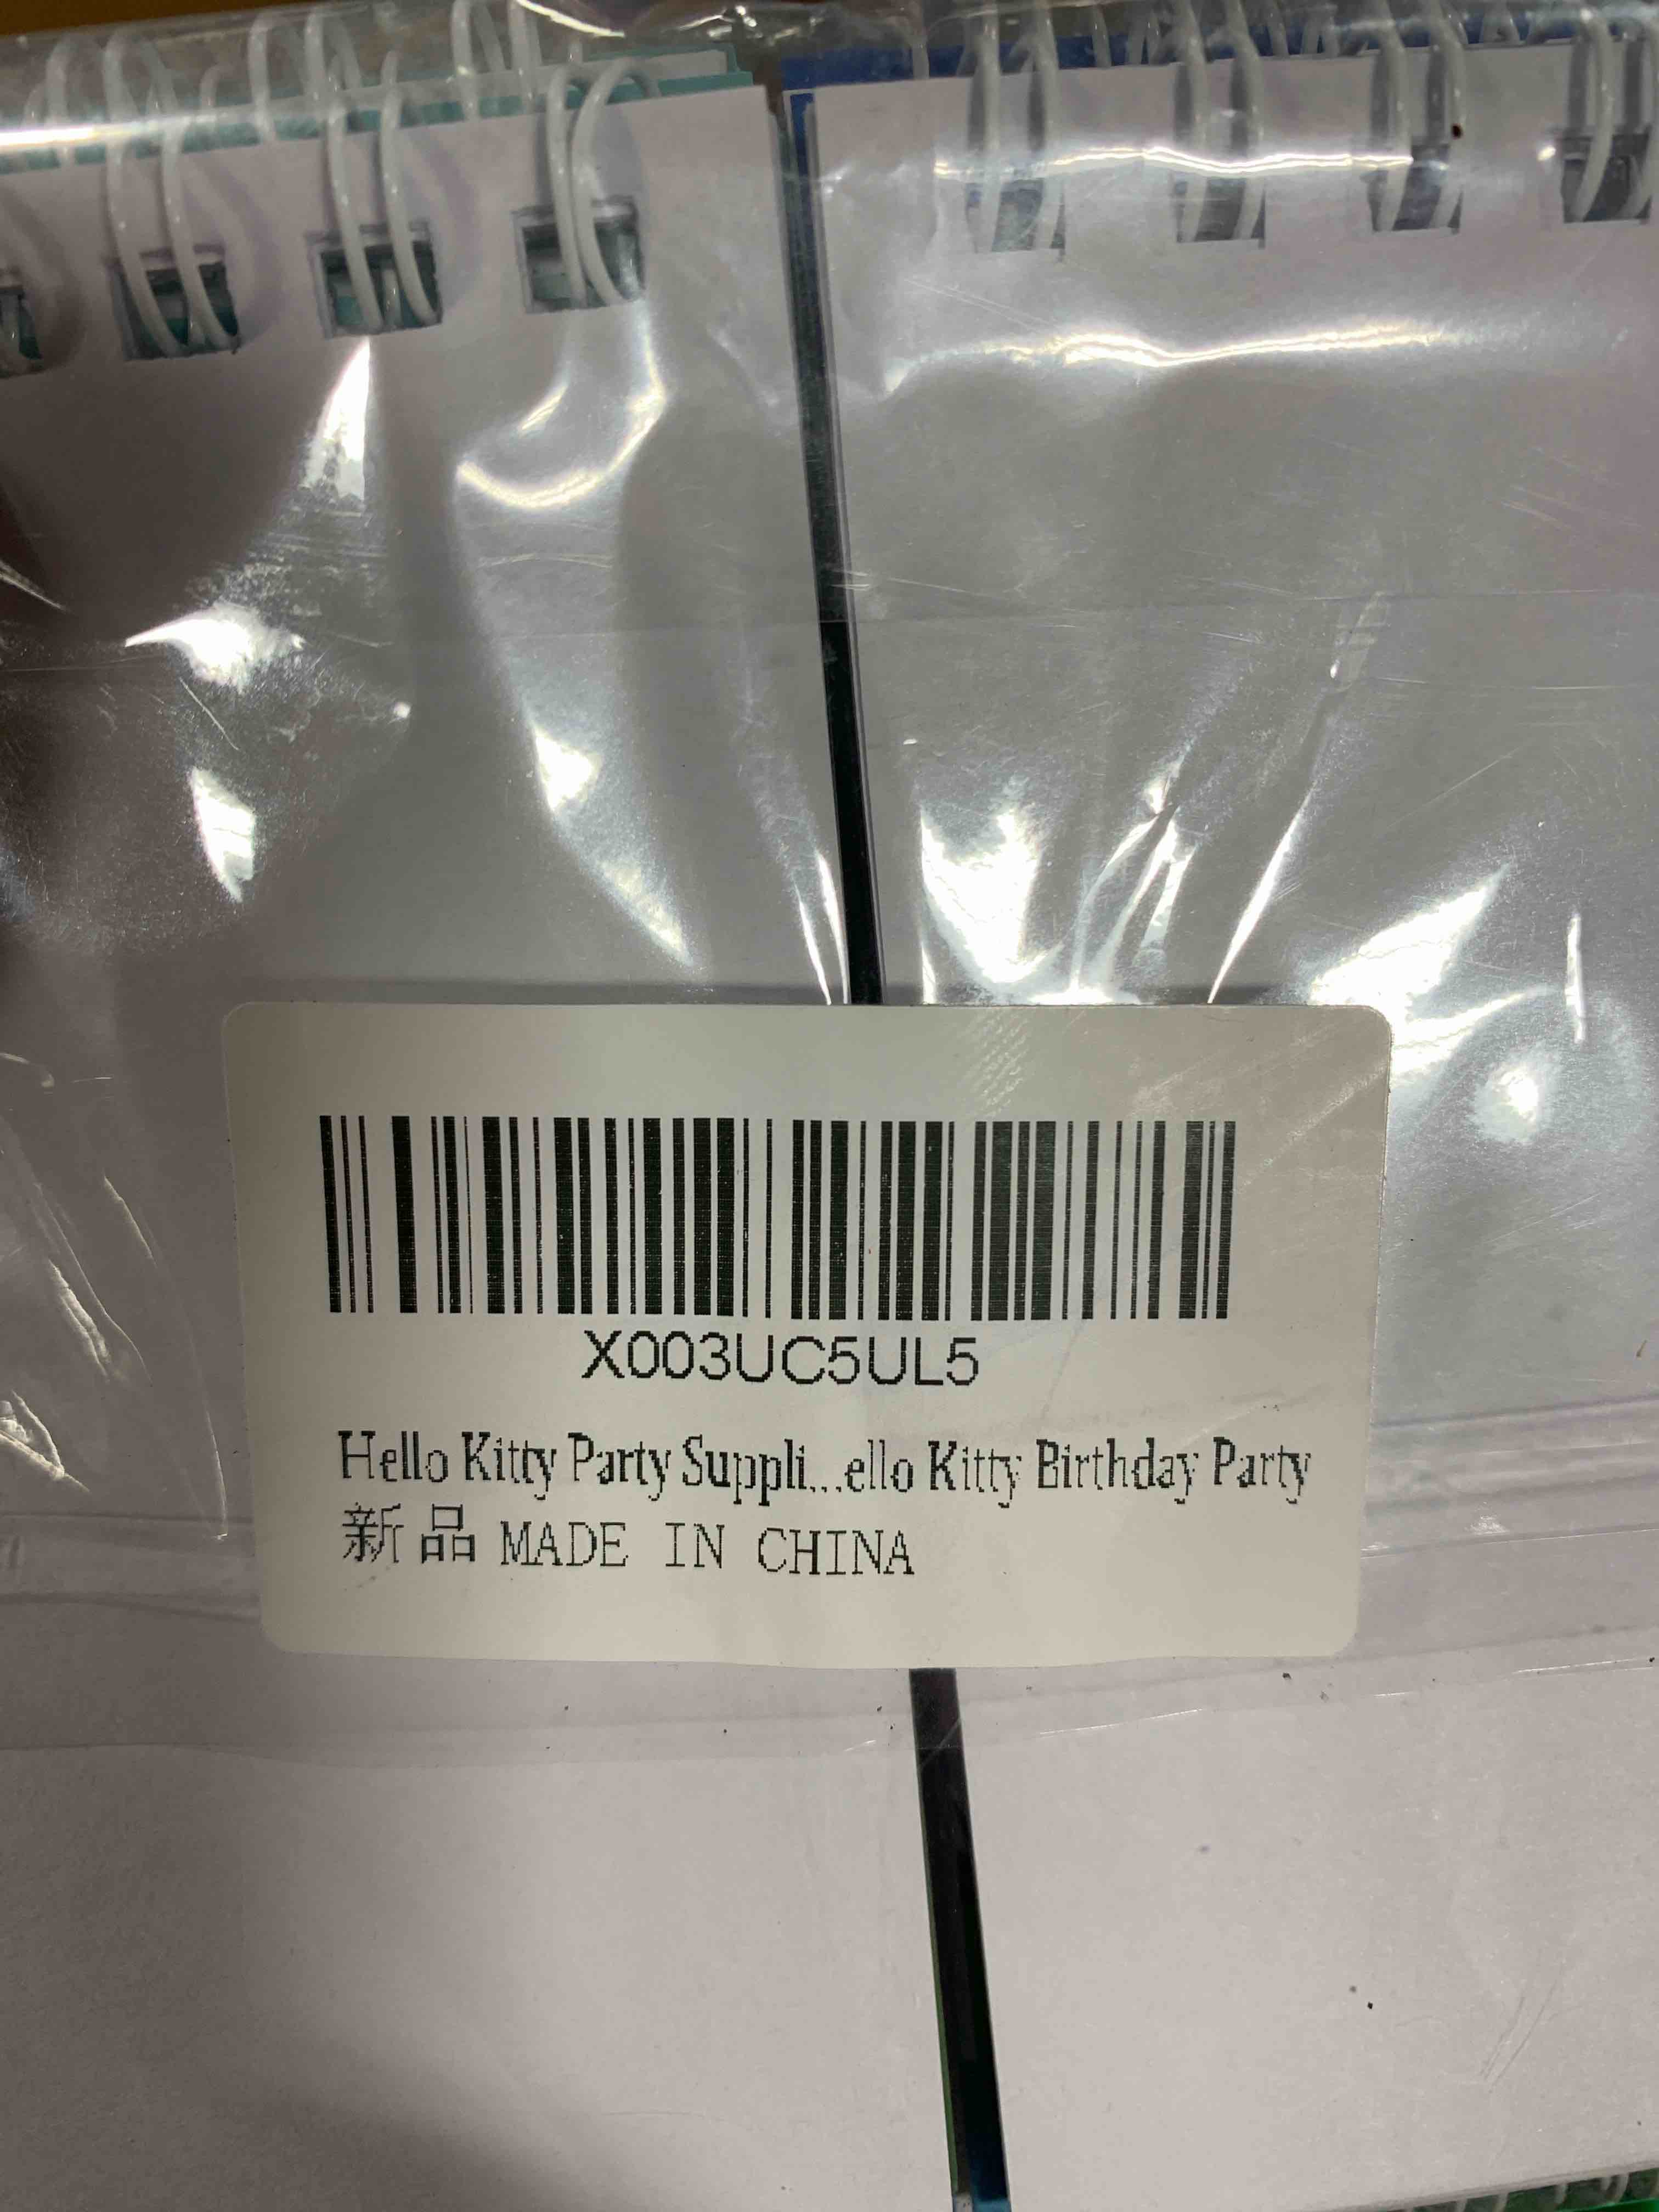 X003UC5UL5
Hello Kitty Party Suppli...ello Kitty Birthday Party
新品 MADE IN CHINA